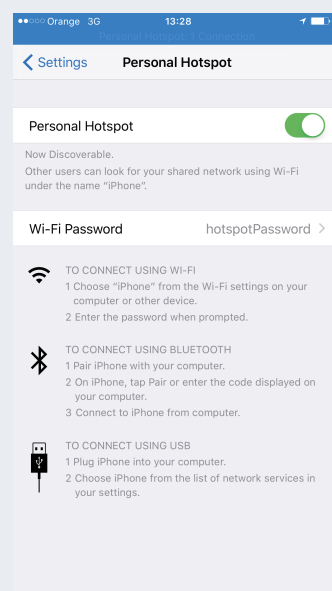 Orange 3G 13:28
Personal Hotspot: 1 Connection
Settings Personal Hotspot
Personal Hotspot
Now Discoverable.
Other users can look for your shared network using Wi-Fi
under the name “iPhone”.
Wi-Fi Password hotspotPassword
TO CONNECT USING WI-FI
1 Choose “iPhone” from the Wi-Fi settings on your
computer or other device.
2 Enter the password when prompted.
TO CONNECT USING BLUETOOTH
1 Pair iPhone with your computer.
2 On iPhone, tap Pair or enter the code displayed on
your computer.
3 Connect to iPhone from computer.
TO CONNECT USING USB
1 Plug iPhone into your computer.
2 Choose iPhone from the list of network services in
your settings.